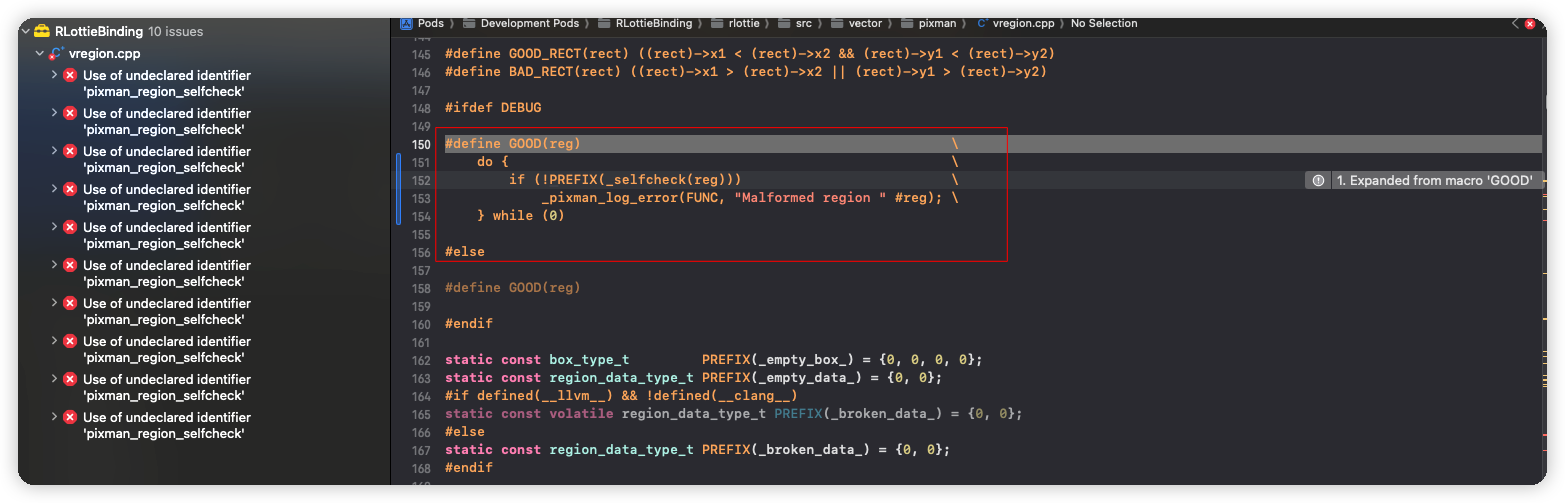 RLottieBinding 10 issues
vregion.cpp
Use of undeclared identifier
'pixman_region_selfcheck'
Use of undeclared identifier
'pixman_region_selfcheck'
Use of undeclared identifier
'pixman_region_selfcheck'
Use of undeclared identifier
'pixman_region_selfcheck'
Use of undeclared identifier
'pixman_region_selfcheck'
Use of undeclared identifier
'pixman_region_selfcheck'
Use of undeclared identifier
'pixman_region_selfcheck'
Use of undeclared identifier
'pixman_region_selfcheck'
Use of undeclared identifier
'pixman_region_selfcheck'
Use of undeclared identifier
'pixman_region_selfcheck'
Pods 〉 Development Pods 〉 RLottieBinding 〉 rlottie 〉 src 〉 vector 〉 pixman 〉 vregion.cpp 〉 No Selection
144
145 #define GOOD_RECT(rect) ((rect)->x1 < (rect)->x2 && (rect)->y1 < (rect)->y2)
146 #define BAD_RECT(rect) ((rect)->x1 > (rect)->x2 || (rect)->y1 > (rect)->y2)
147
148 #ifdef DEBUG
149
150 #define GOOD(reg) \
151 do { \
152 if (!PREFIX(_selfcheck(reg))) \ 1. Expanded from macro 'GOOD'
153 _pixman_log_error(FUNC, "Malformed region " #reg); \
154 } while (0)
155
156 #else
157
158 #define GOOD(reg)
159
160 #endif
161
162 static const box_type_t PREFIX(_empty_box_) = {0, 0, 0, 0};
163 static const region_data_type_t PREFIX(_empty_data_) = {0, 0};
164 #if defined(__llvm__) && !defined(__clang__)
165 static const volatile region_data_type_t PREFIX(_broken_data_) = {0, 0};
166 #else
167 static const region_data_type_t PREFIX(_broken_data_) = {0, 0};
168 #endif